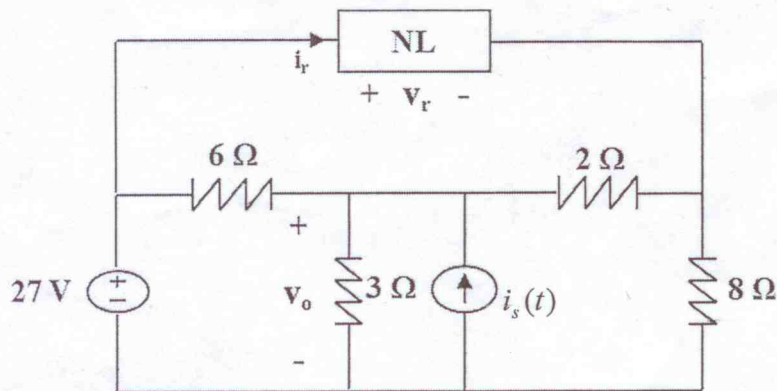 NL
i_r
+ v_r -
6 Ω
2 Ω
+
27 V
+
−
v_o
3 Ω
i_s(t)
8 Ω
-